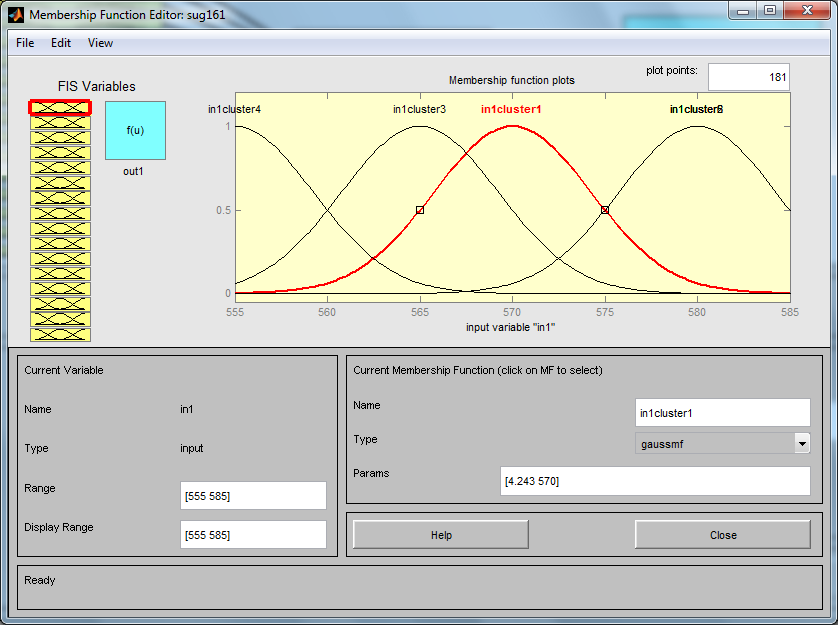 Membership Function Editor: sug161
File Edit View
FIS Variables
f(u)
out1
Membership function plots
plot points:
181
in1cluster4 in1cluster3 in1cluster1
1
0.5
0
555 560 565 570 575 580 585
input variable "in1"
Current Variable
Name in1
Type input
Range [555 585]
Display Range [555 585]
Current Membership Function (click on MF to select)
Name in1cluster1
Type gaussmf
Params [4.243 570]
Help Close
Ready